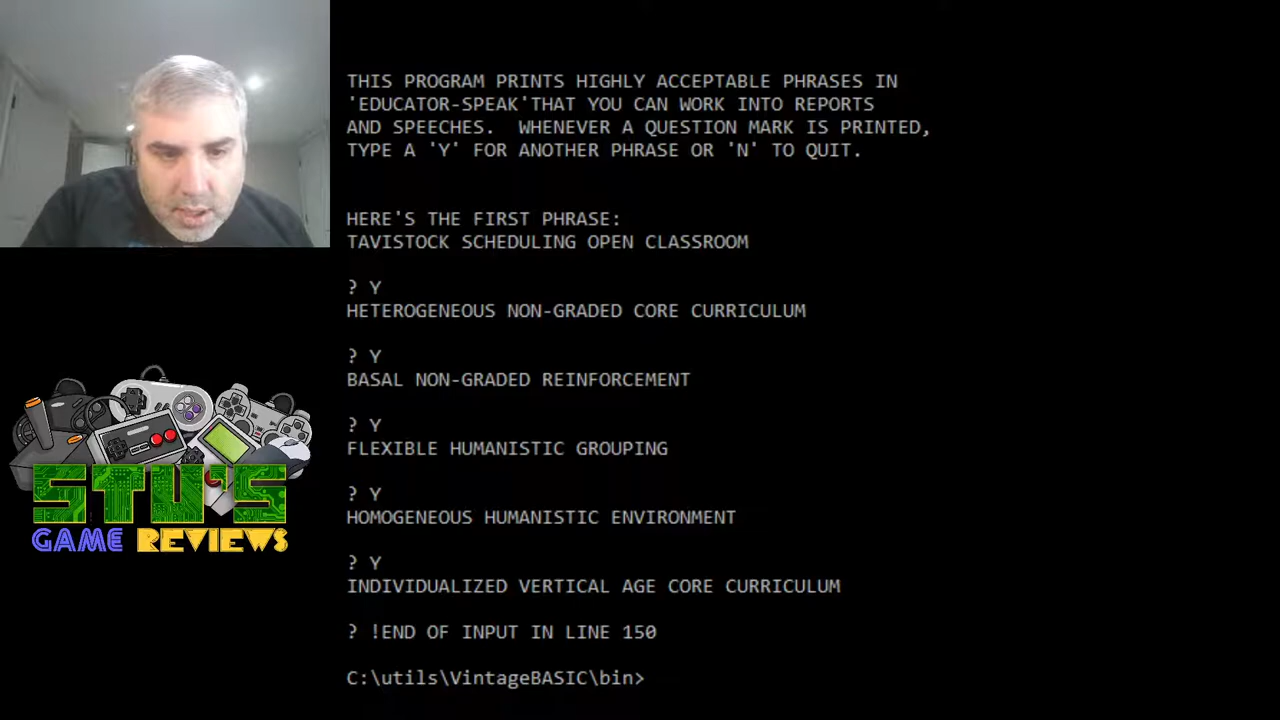 THIS PROGRAM PRINTS HIGHLY ACCEPTABLE PHRASES IN
'EDUCATOR-SPEAK'THAT YOU CAN WORK INTO REPORTS
AND SPEECHES.  WHENEVER A QUESTION MARK IS PRINTED,
TYPE A 'Y' FOR ANOTHER PHRASE OR 'N' TO QUIT.
HERE'S THE FIRST PHRASE:
TAVISTOCK SCHEDULING OPEN CLASSROOM
? Y
HETEROGENEOUS NON-GRADED CORE CURRICULUM
? Y
BASAL NON-GRADED REINFORCEMENT
? Y
FLEXIBLE HUMANISTIC GROUPING
? Y
HOMOGENEOUS HUMANISTIC ENVIRONMENT
? Y
INDIVIDUALIZED VERTICAL AGE CORE CURRICULUM
? !END OF INPUT IN LINE 150
C:\utils\VintageBASIC\bin>
STU'S
GAME REVIEWS